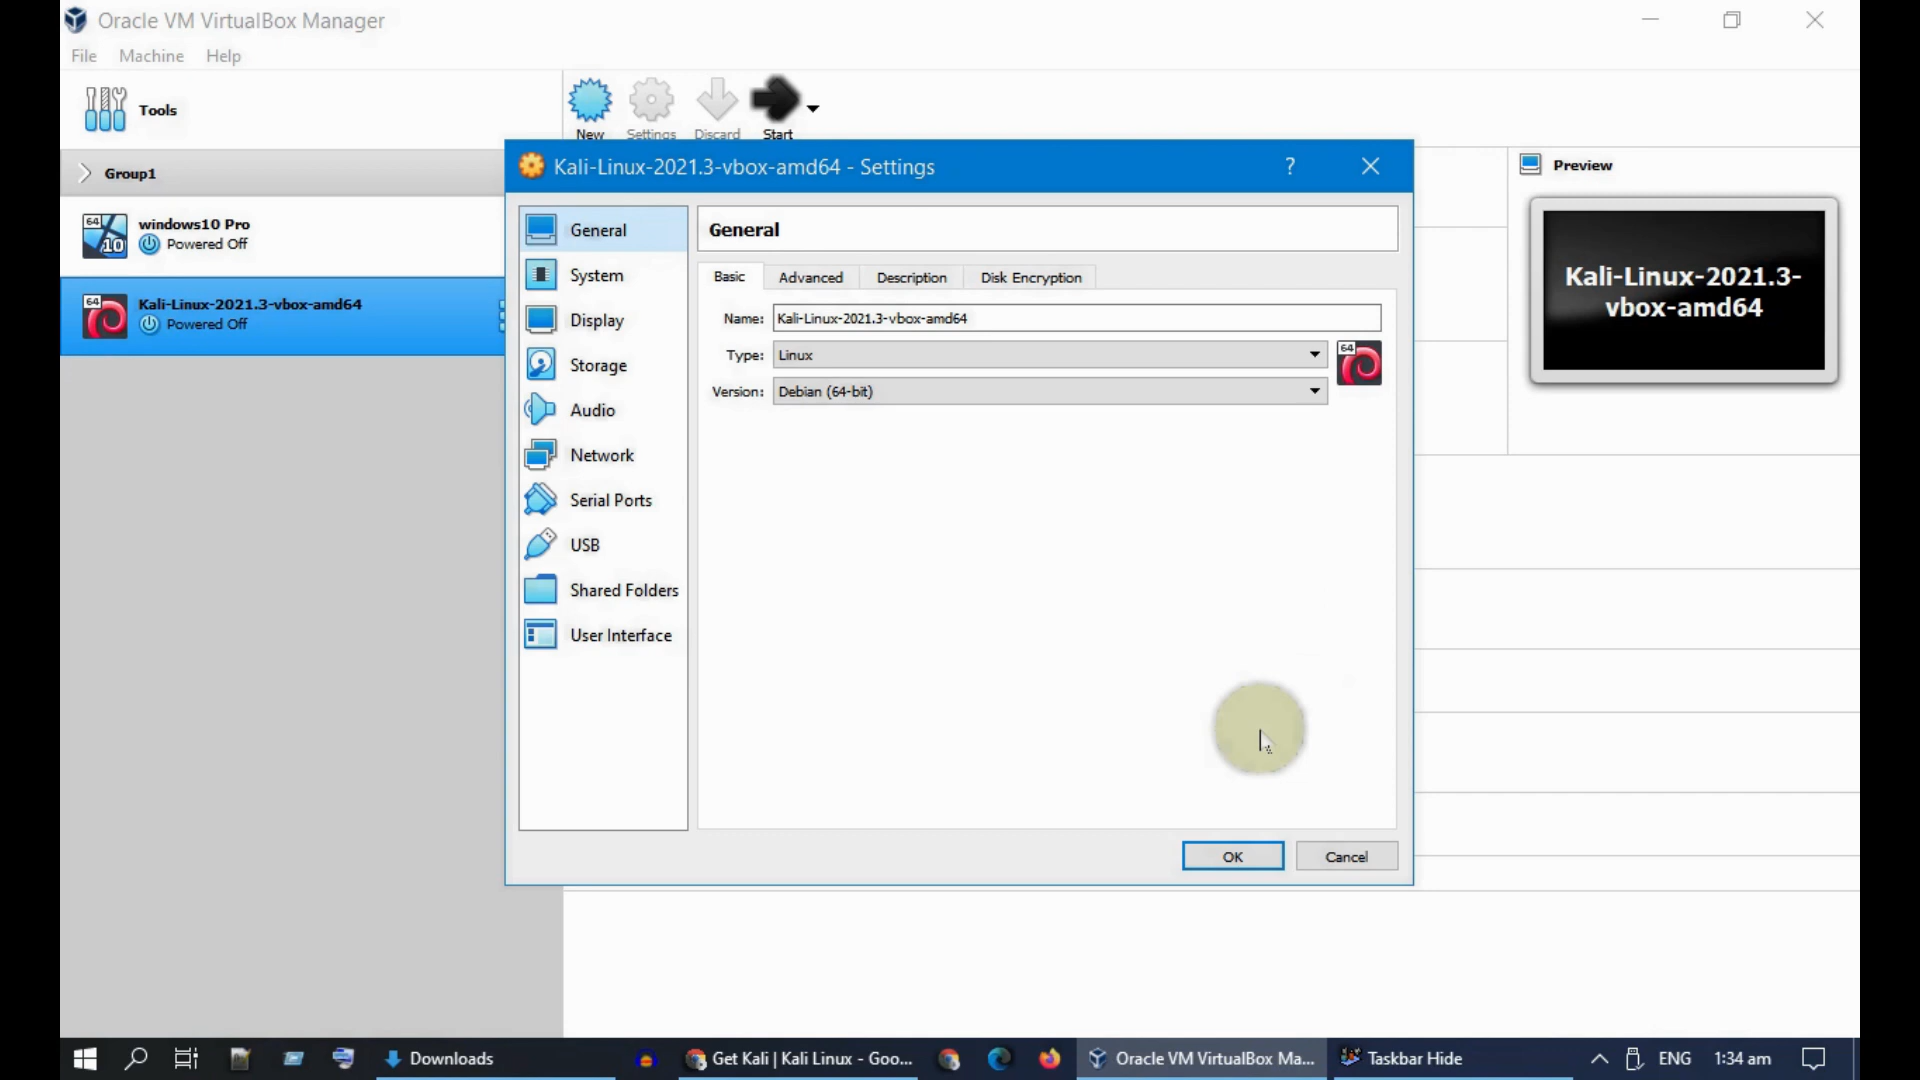 Oracle VM VirtualBox Manager
File Machine Help
Tools
New Settings Discard Start
Group1
windows10 Pro
Powered Off
Kali-Linux-2021.3-vbox-amd64
Powered Off
64
10
64
Kali-Linux-2021.3-vbox-amd64 - Settings
?
General
System
Display
Storage
Audio
Network
Serial Ports
USB
Shared Folders
User Interface
General
Basic Advanced Description Disk Encryption
Name: Kali-Linux-2021.3-vbox-amd64
Type: Linux
Version: Debian (64-bit)
64
OK Cancel
Preview
Kali-Linux-2021.3-
vbox-amd64
Downloads Get Kali | Kali Linux - Goo... Oracle VM VirtualBox Ma... Taskbar Hide ENG 1:34 am